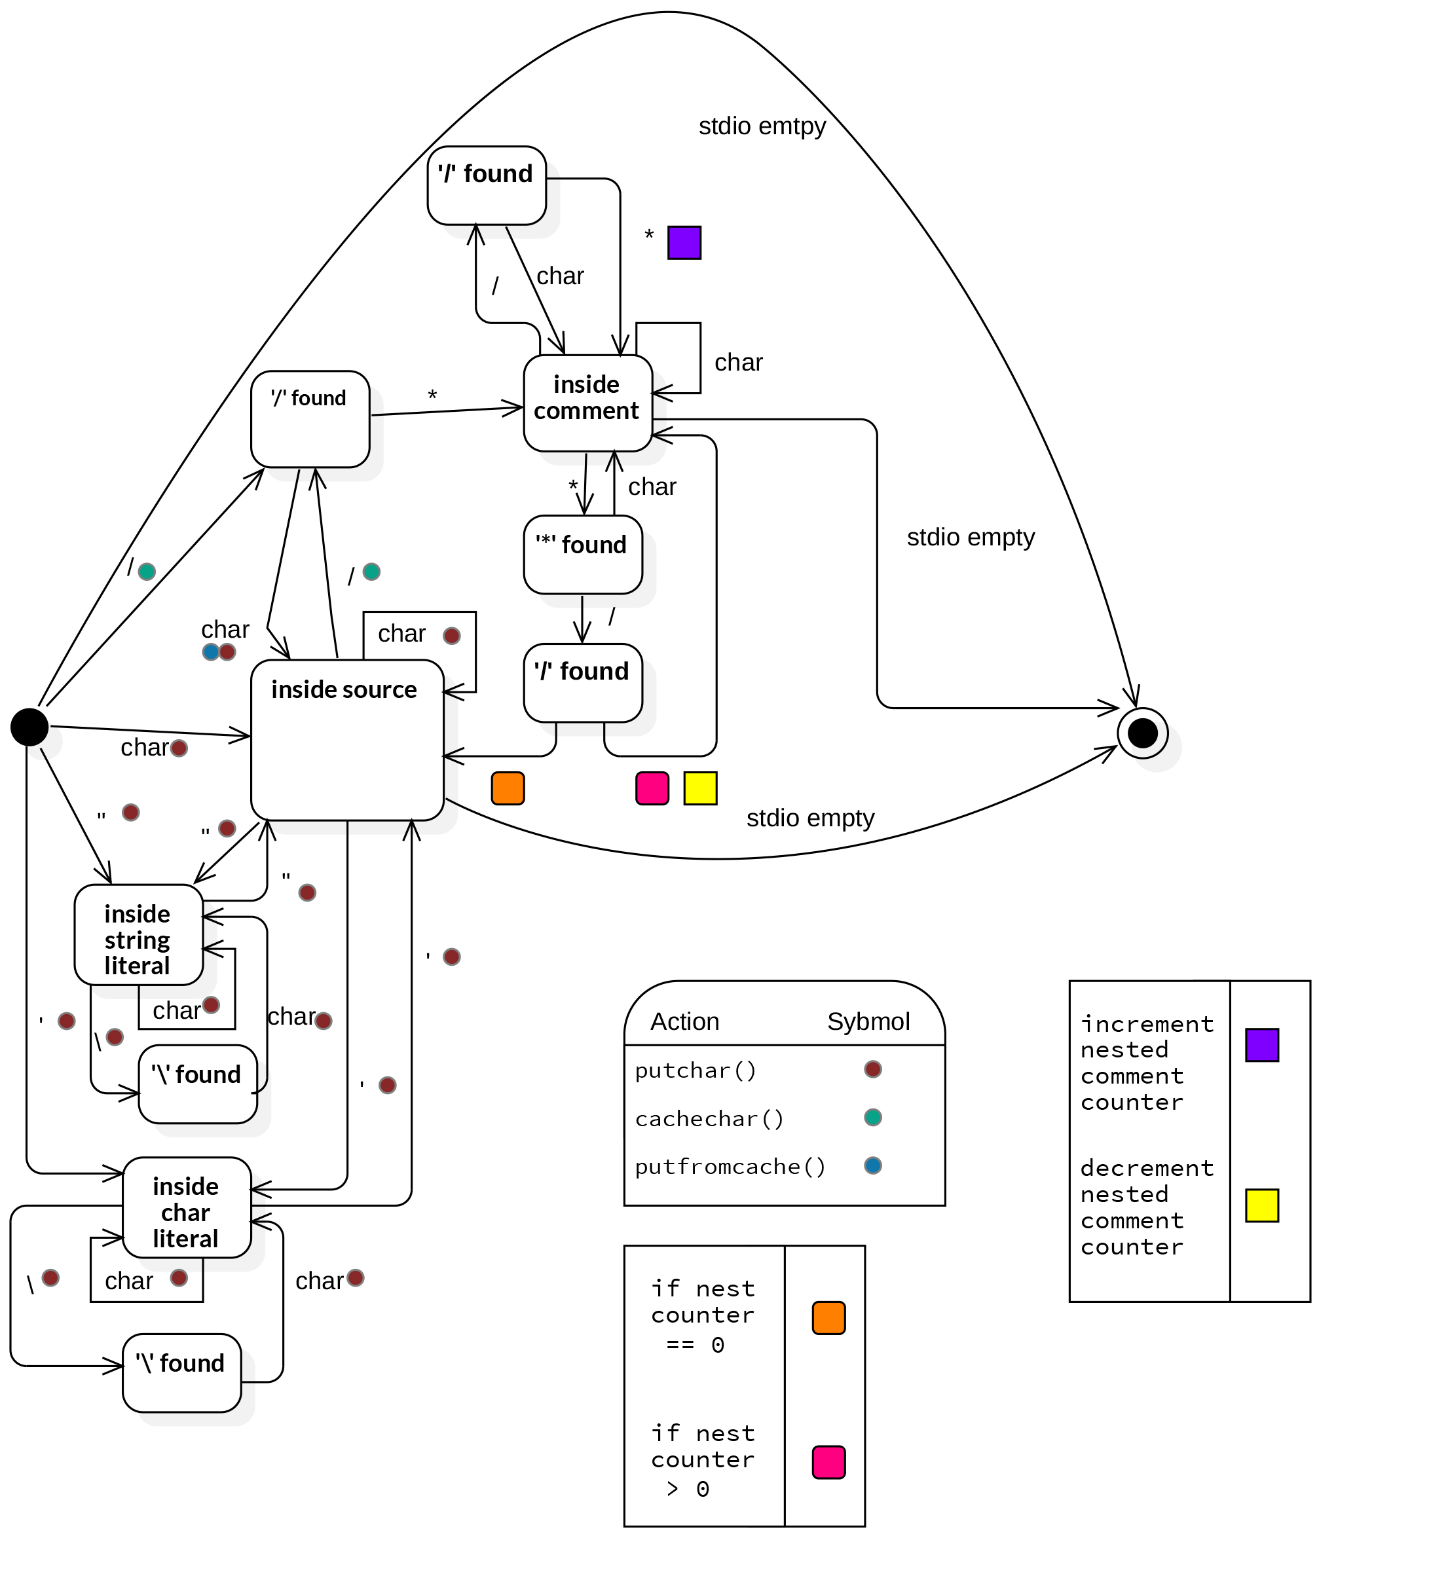 stdio emtpy
'/' found
*
/
char
char
inside
comment
'/' found
*
stdio empty
*
char
'*' found
/
'/' found
/
/
char
char
inside source
char
"
"
stdio empty
"
inside
string
literal
'
char
char
'
\
'\' found
'
inside
char
literal
\
char
char
'\' found
Action Sybmol
putchar()
cachechar()
putfromcache()
increment
nested
comment
counter
decrement
nested
comment
counter
if nest
counter
== 0
if nest
counter
> 0